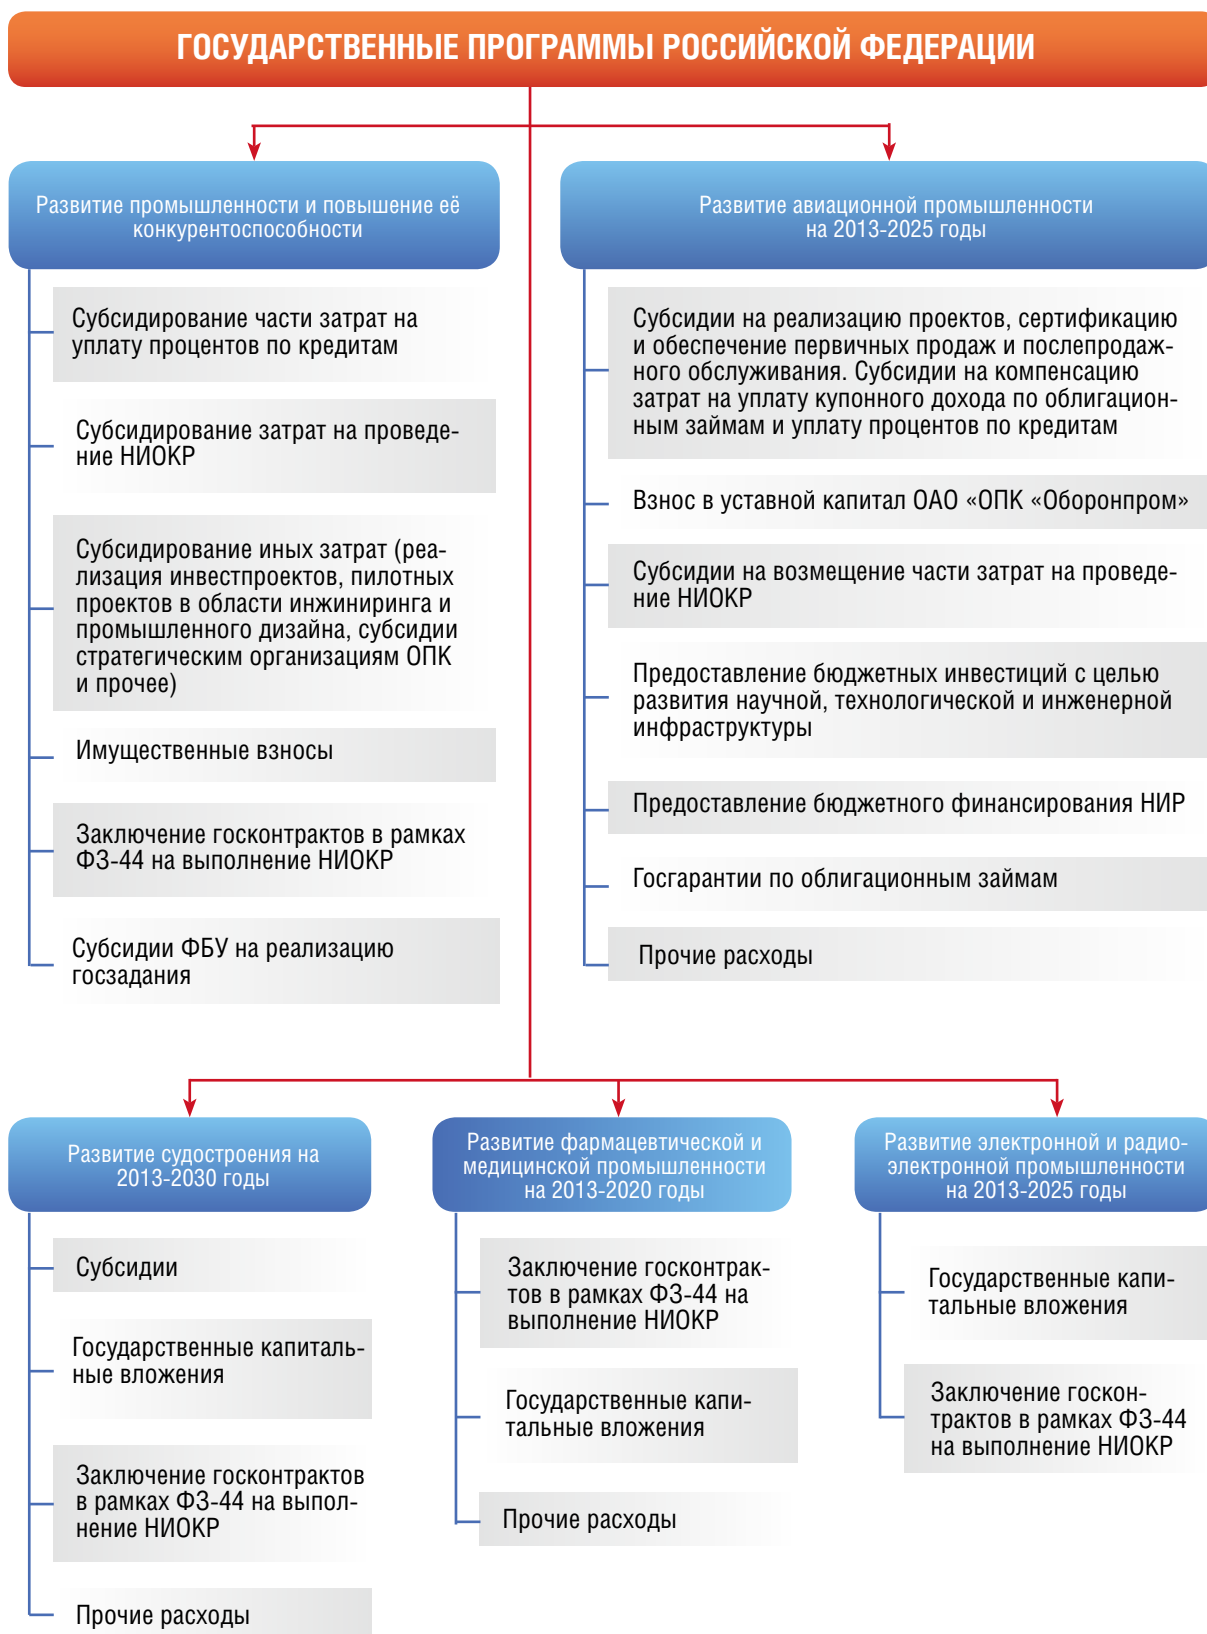 ГОСУДАРСТВЕННЫЕ ПРОГРАММЫ РОССИЙСКОЙ ФЕДЕРАЦИИ
Развитие промышленности и повышение её
конкурентоспособности
Субсидирование части затрат на
уплату процентов по кредитам
Субсидирование затрат на проведе-
ние НИОКР
Субсидирование иных затрат (реа-
лизация инвестпроектов, пилотных
проектов в области инжиниринга и
промышленного дизайна, субсидии
стратегическим организациям ОПК
и прочее)
Имущественные взносы
Заключение госконтрактов в рамках
ФЗ-44 на выполнение НИОКР
Субсидии ФБУ на реализацию
госзадания
Развитие авиационной промышленности
на 2013-2025 годы
Субсидии на реализацию проектов, сертификацию
и обеспечение первичных продаж и послепродаж-
ного обслуживания. Субсидии на компенсацию
затрат на уплату купонного дохода по облигацион-
ным займам и уплату процентов по кредитам
Взнос в уставной капитал ОАО «ОПК «Оборонпром»
Субсидии на возмещение части затрат на проведе-
ние НИОКР
Предоставление бюджетных инвестиций с целью
развития научной, технологической и инженерной
инфраструктуры
Предоставление бюджетного финансирования НИР
Госгарантии по облигационным займам
Прочие расходы
Развитие судостроения на
2013-2030 годы
Субсидии
Государственные капиталь-
ные вложения
Заключение госконтрактов
в рамках ФЗ-44 на выпол-
нение НИОКР
Прочие расходы
Развитие фармацевтической и
медицинской промышленности
на 2013-2020 годы
Заключение госконтрак-
тов в рамках ФЗ-44 на
выполнение НИОКР
Государственные капи-
тальные вложения
Прочие расходы
Развитие электронной и радио-
электронной промышленности
на 2013-2025 годы
Государственные капи-
тальные вложения
Заключение госкон-
трактов в рамках ФЗ-44
на выполнение НИОКР